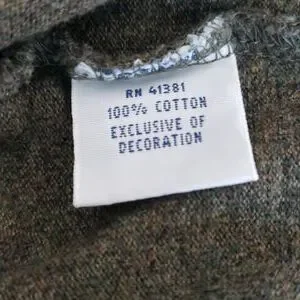 RN 41381
100% COTTON
EXCLUSIVE OF
DECORATION